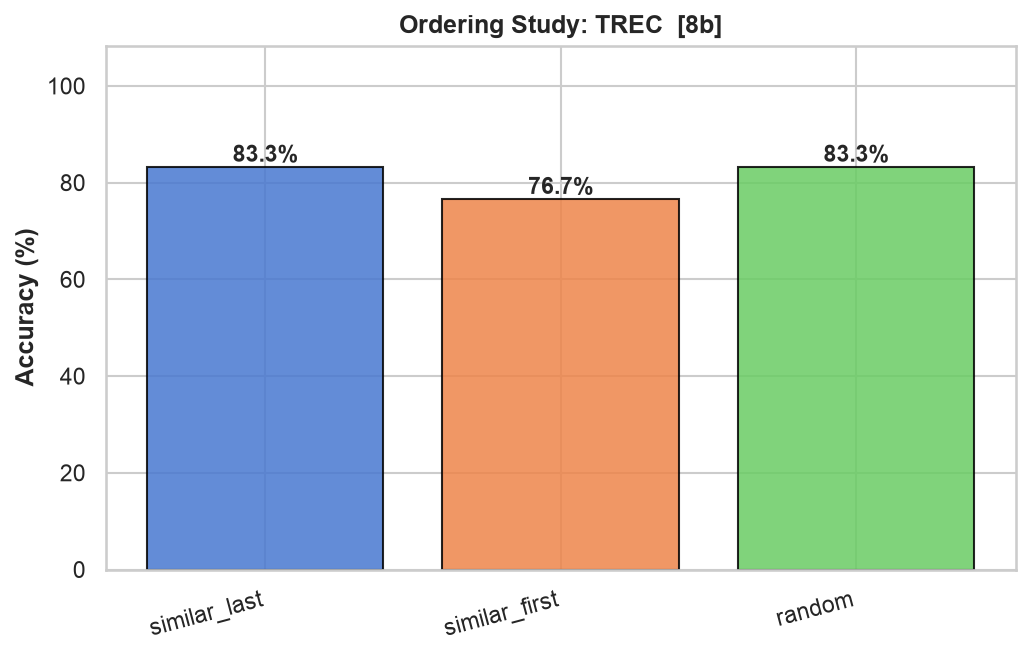 Ordering Study: TREC [8b]
Accuracy (%)
100
80
60
40
20
0
83.3%
76.7%
83.3%
similar_last
similar_first
random